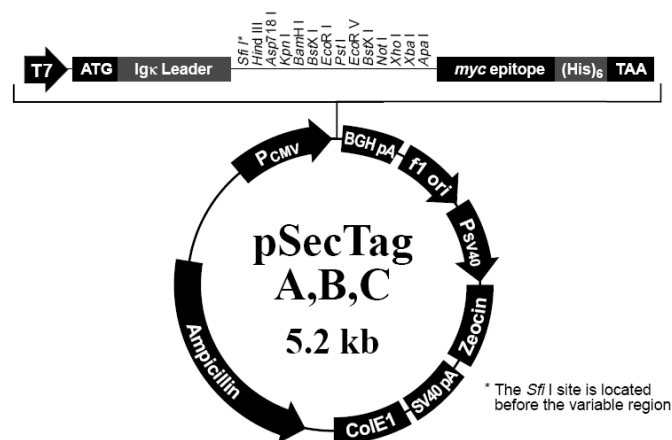 Sfi I*
Hind III
Asp718 I
Kpn I
BamH I
BstX I
EcoR I
Pst I
EcoR V
BstX I
Not I
Xho I
Xba I
Apa I
T7 ATG Igκ Leader myc epitope (His)6 TAA
PCMV
BGH pA
f1 ori
PSV40
Zeocin
SV40 pA
ColE1
Ampicillin
pSecTag
A,B,C
5.2 kb
* The Sfi I site is located
before the variable region